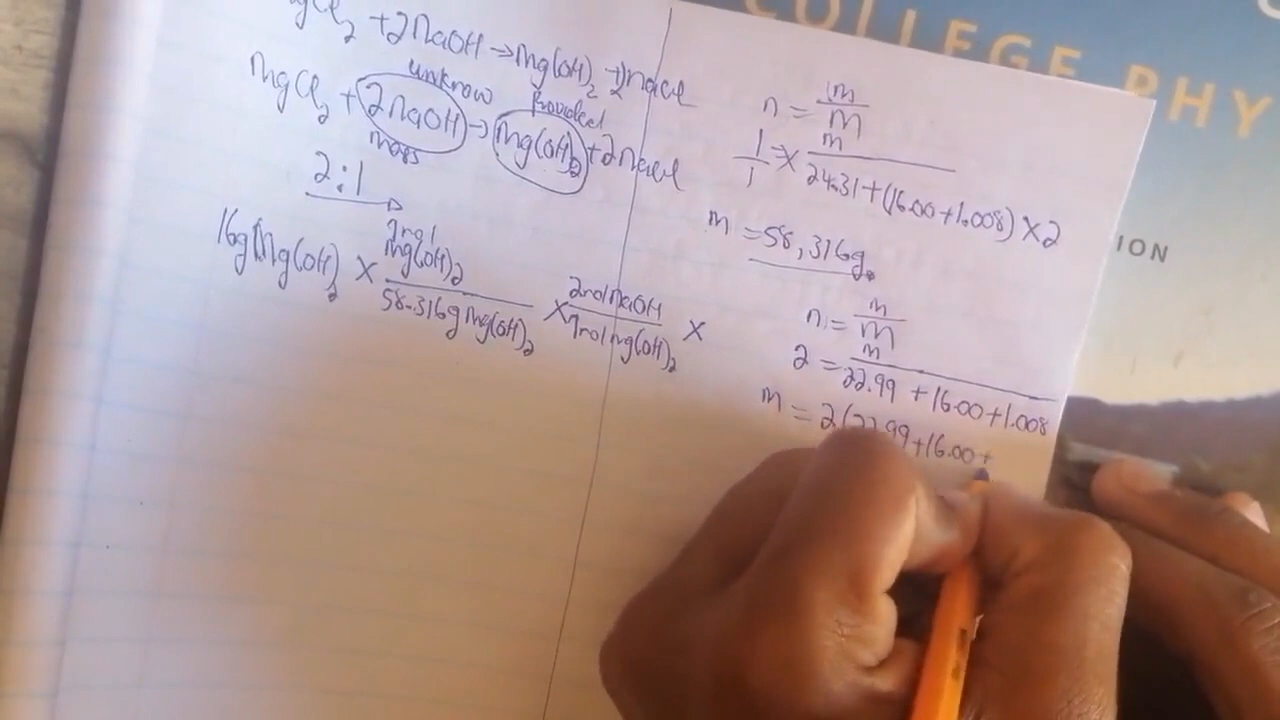 COLLEGE PHY
ION
gCl2 + 2NaOH → Mg(OH)2 + 2NaCl
unknow
Provided
MgCl2 + 2NaOH → Mg(OH)2 + 2NaCl
mass
2:1
16g Mg(OH)2 × 1mol Mg(OH)2 / 58.316g Mg(OH)2 × 2mol NaOH / 1mol Mg(OH)2 ×
n = m/M
1/1 = × m / 24.31 + (16.00 + 1.008) × 2
m = 58,316g.
n = m/M
2 = m / 22.99 + 16.00 + 1.008
m = 2(22.99 + 16.00 +